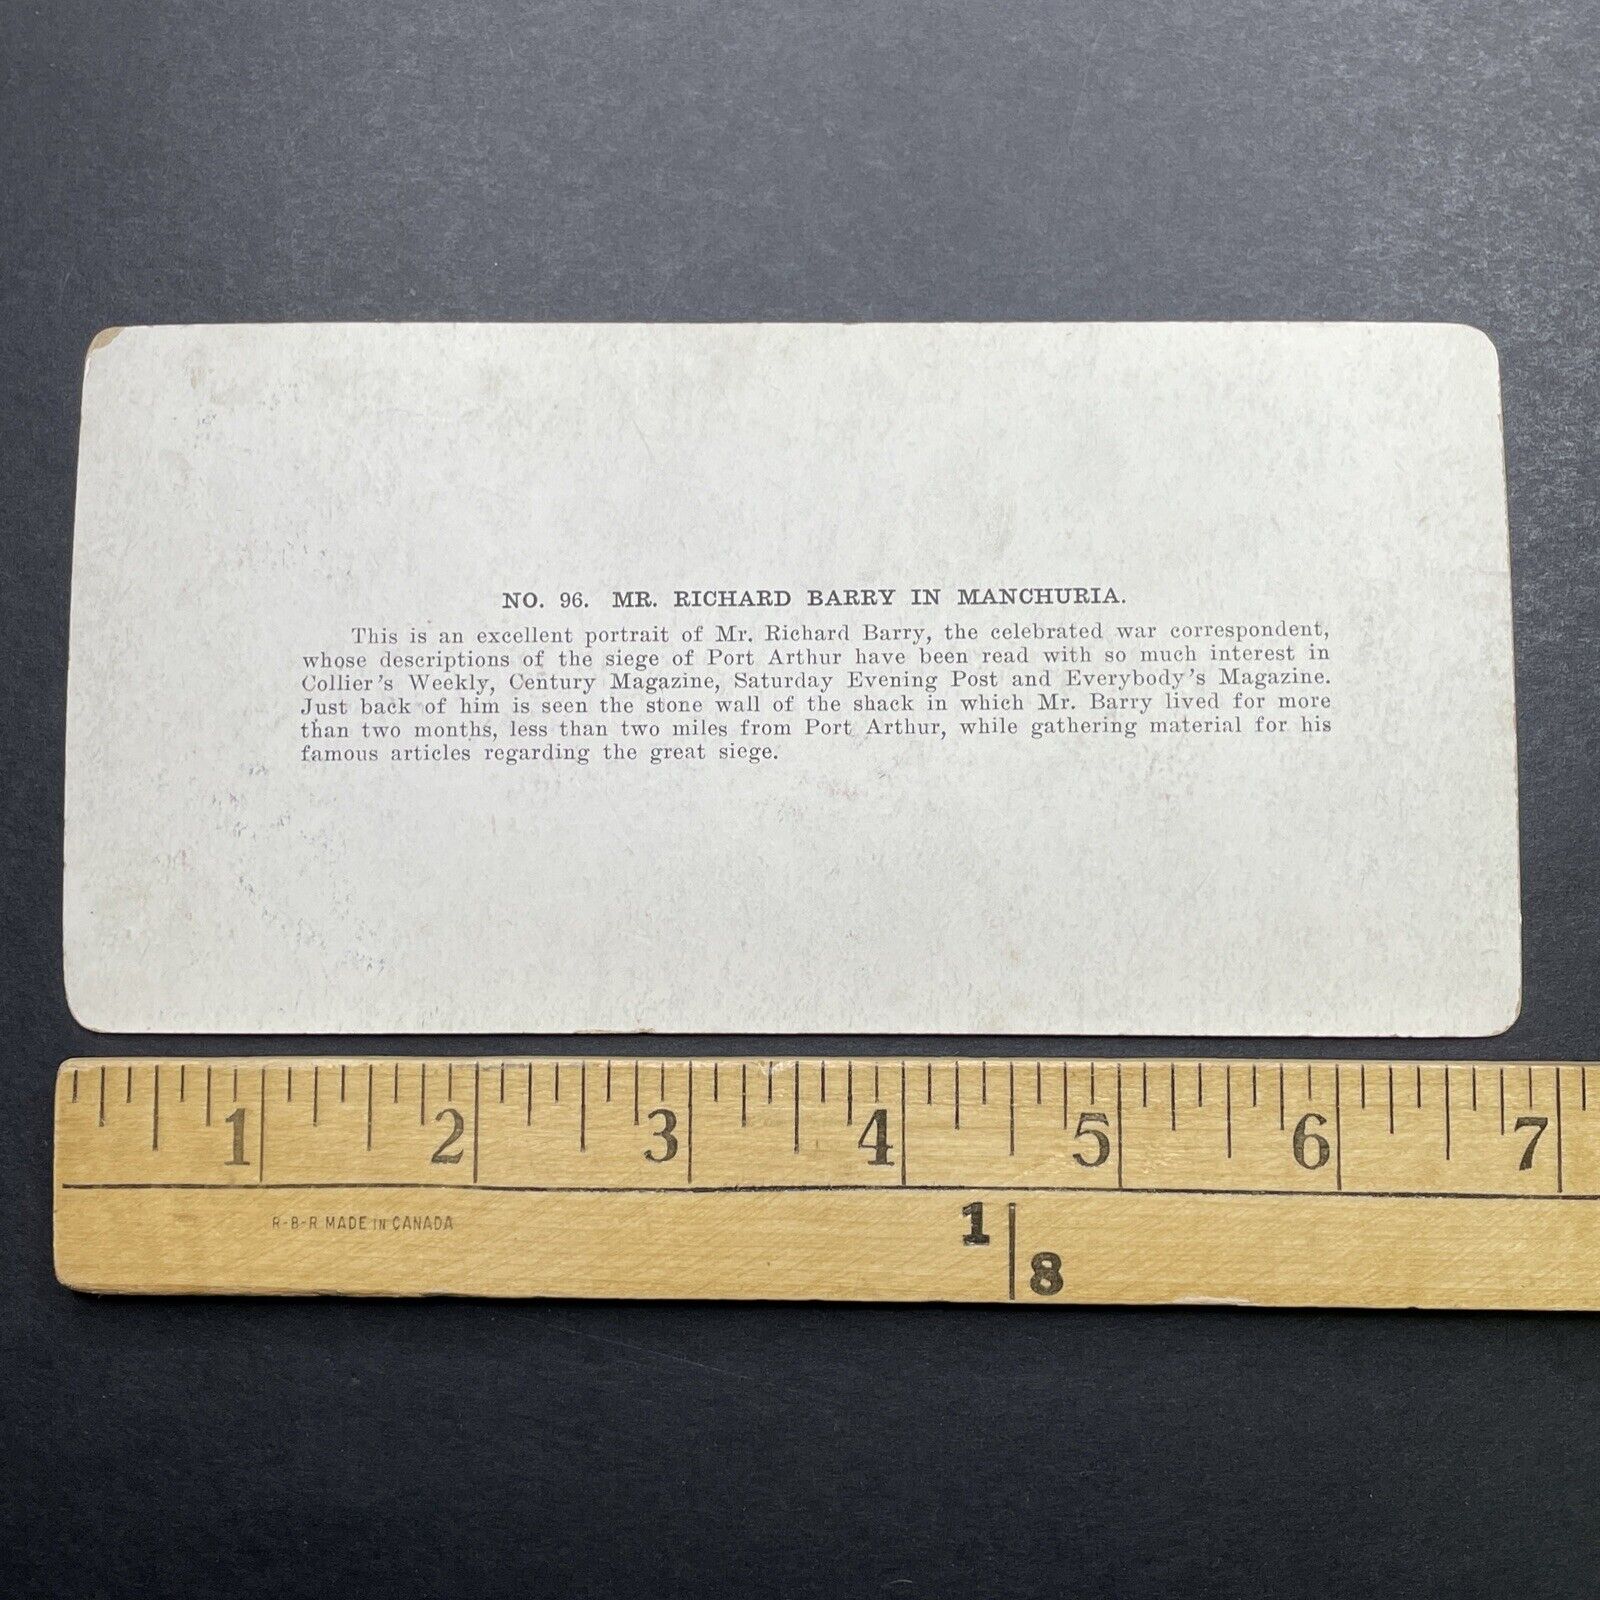 NO. 96. MR. RICHARD BARRY IN MANCHURIA.
This is an excellent portrait of Mr. Richard Barry, the celebrated war correspondent,
whose descriptions of the siege of Port Arthur have been read with so much interest in
Collier's Weekly, Century Magazine, Saturday Evening Post and Everybody's Magazine.
Just back of him is seen the stone wall of the shack in which Mr. Barry lived for more
than two months, less than two miles from Port Arthur, while gathering material for his
famous articles regarding the great siege.
1 2 3 4 5 6 7
R-B-R MADE IN CANADA
1
8